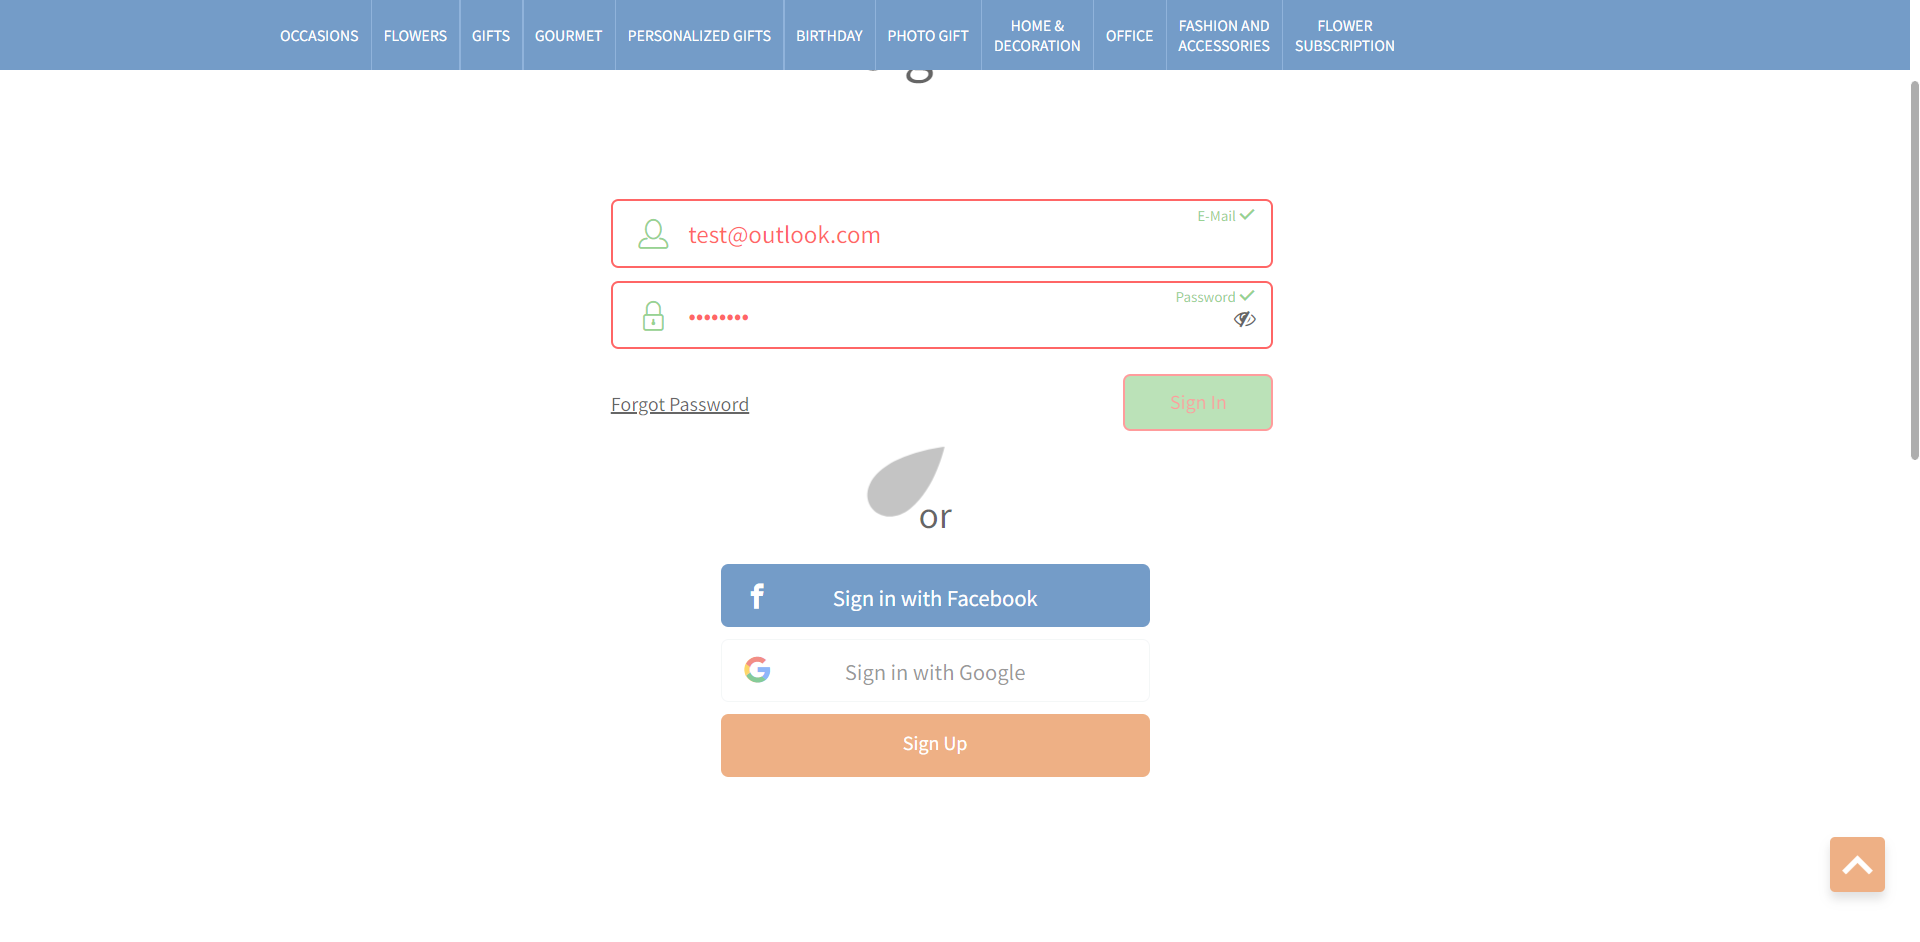 OCCASIONS
FLOWERS
GIFTS
GOURMET
PERSONALIZED GIFTS
BIRTHDAY
PHOTO GIFT
HOME &
DECORATION
OFFICE
FASHION AND
ACCESSORIES
FLOWER
SUBSCRIPTION
E-Mail
test@outlook.com
Password
••••••••
Forgot Password
Sign In
or
Sign in with Facebook
Sign in with Google
Sign Up